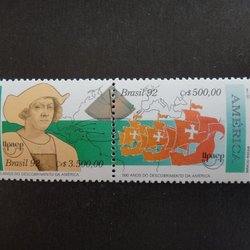 Brasil 92 Cr$ 500,00
AMÉRICA
upaep
Brasil 92 Cr$ 3.500,00
upaep
500 ANOS DO DESCOBRIMENTO DA AMÉRICA
500 ANOS DO DESCOBRIMENTO DA AMÉRICA